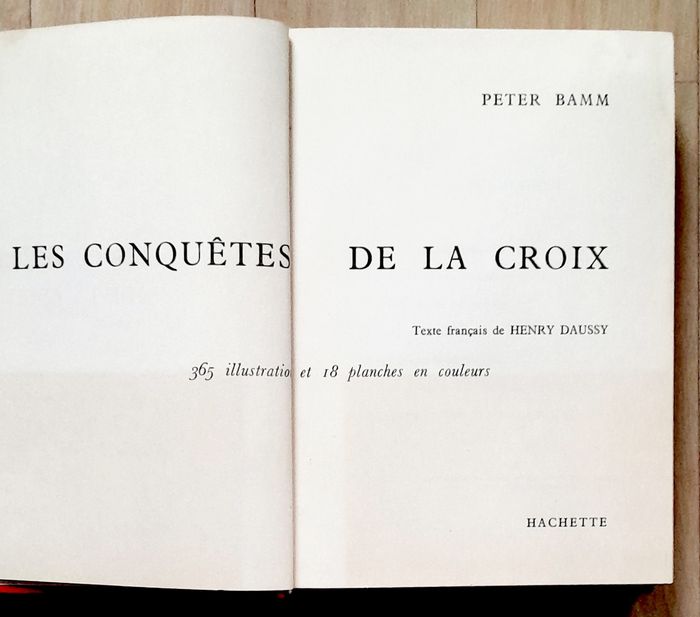 PETER BAMM
LES CONQUÊTES DE LA CROIX
Texte français de HENRY DAUSSY
365 illustratio et 18 planches en couleurs
HACHETTE